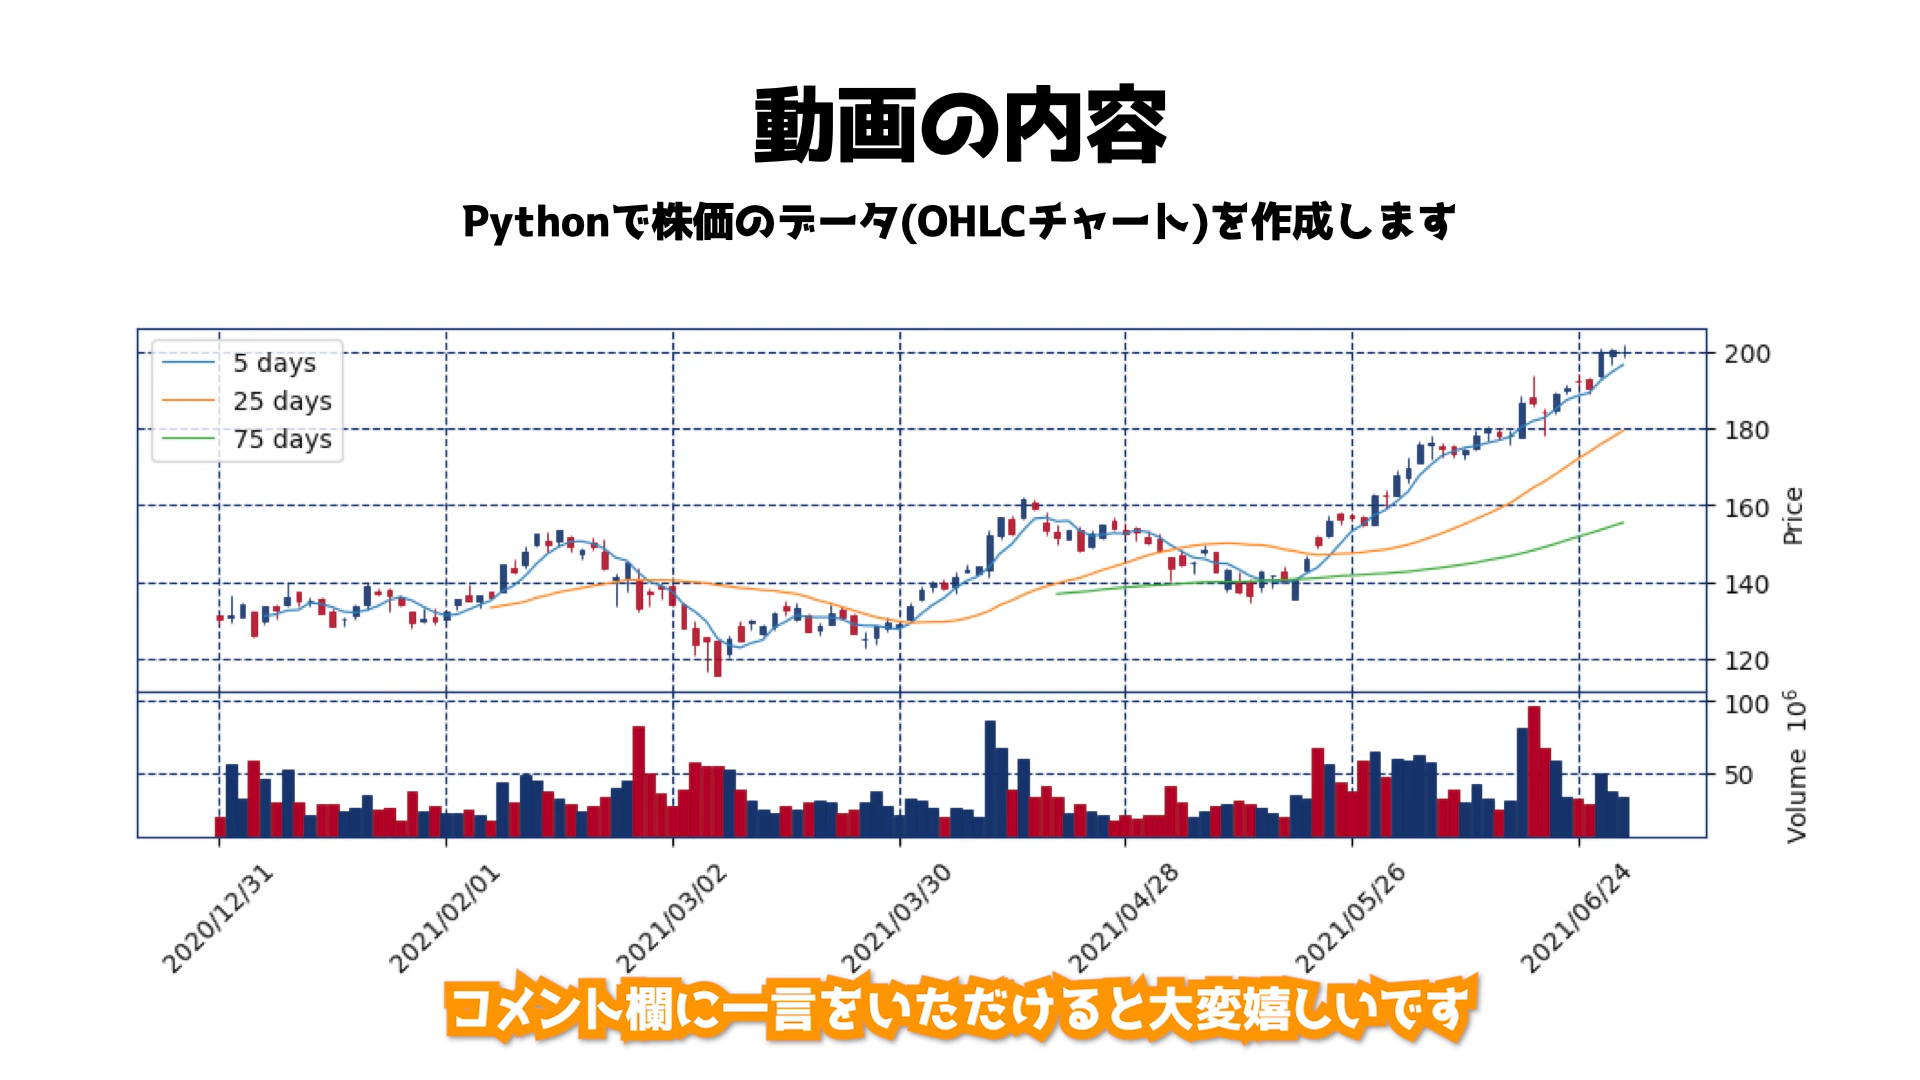 動画の内容
Pythonで株価のデータ(OHLCチャート)を作成します
5 days
25 days
75 days
200
180
160
140
120
Price
100
50
Volume 10⁶
2020/12/31
2021/02/01
2021/03/02
2021/03/30
2021/04/28
2021/05/26
2021/06/24
コメント欄に一言をいただけると大変嬉しいです